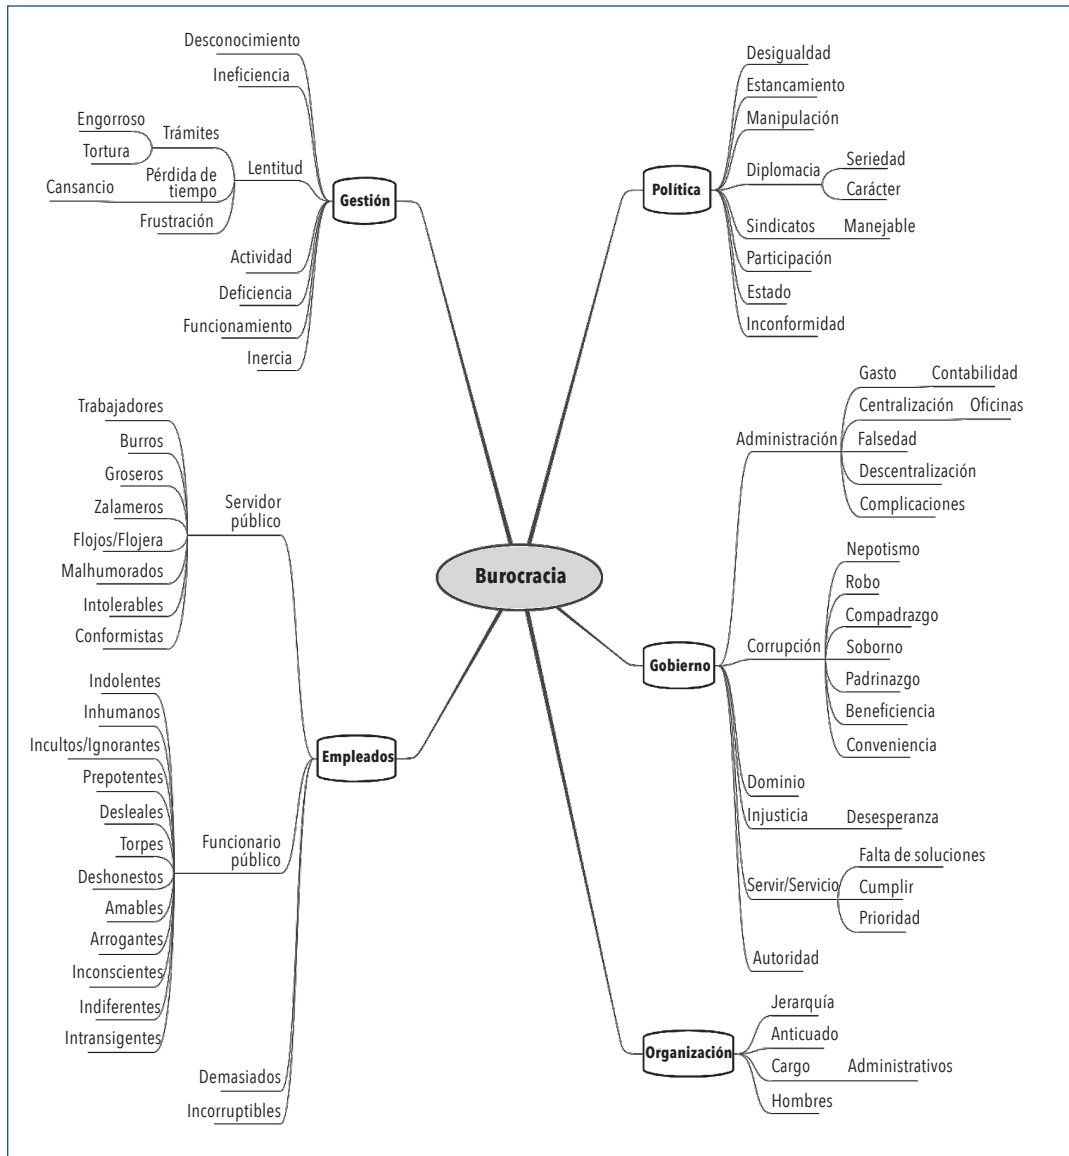 Burocracia
Gestión
Desconocimiento
Ineficiencia
Lentitud
Trámites
Engorroso
Tortura
Pérdida de
tiempo
Cansancio
Frustración
Actividad
Deficiencia
Funcionamiento
Inercia
Política
Desigualdad
Estancamiento
Manipulación
Diplomacia
Seriedad
Carácter
Sindicatos
Manejable
Participación
Estado
Inconformidad
Empleados
Servidor
público
Trabajadores
Burros
Groseros
Zalameros
Flojos/Flojera
Malhumorados
Intolerables
Conformistas
Funcionario
público
Indolentes
Inhumanos
Incultos/Ignorantes
Prepotentes
Desleales
Torpes
Deshonestos
Amables
Arrogantes
Inconscientes
Indiferentes
Intransigentes
Demasiados
Incorruptibles
Gobierno
Administración
Gasto
Contabilidad
Centralización
Oficinas
Falsedad
Descentralización
Complicaciones
Corrupción
Nepotismo
Robo
Compadrazgo
Soborno
Padrinazgo
Beneficiencia
Conveniencia
Dominio
Injusticia
Desesperanza
Servir/Servicio
Falta de soluciones
Cumplir
Prioridad
Autoridad
Organización
Jerarquía
Anticuado
Cargo
Administrativos
Hombres